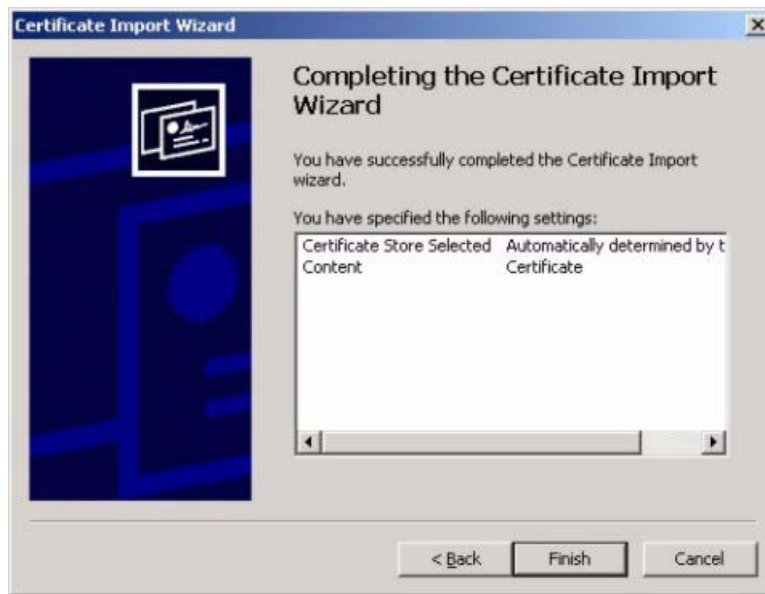 Certificate Import Wizard
Completing the Certificate Import
Wizard
You have successfully completed the Certificate Import
wizard.
You have specified the following settings:
Certificate Store Selected Automatically determined by t
Content Certificate
< Back Finish Cancel